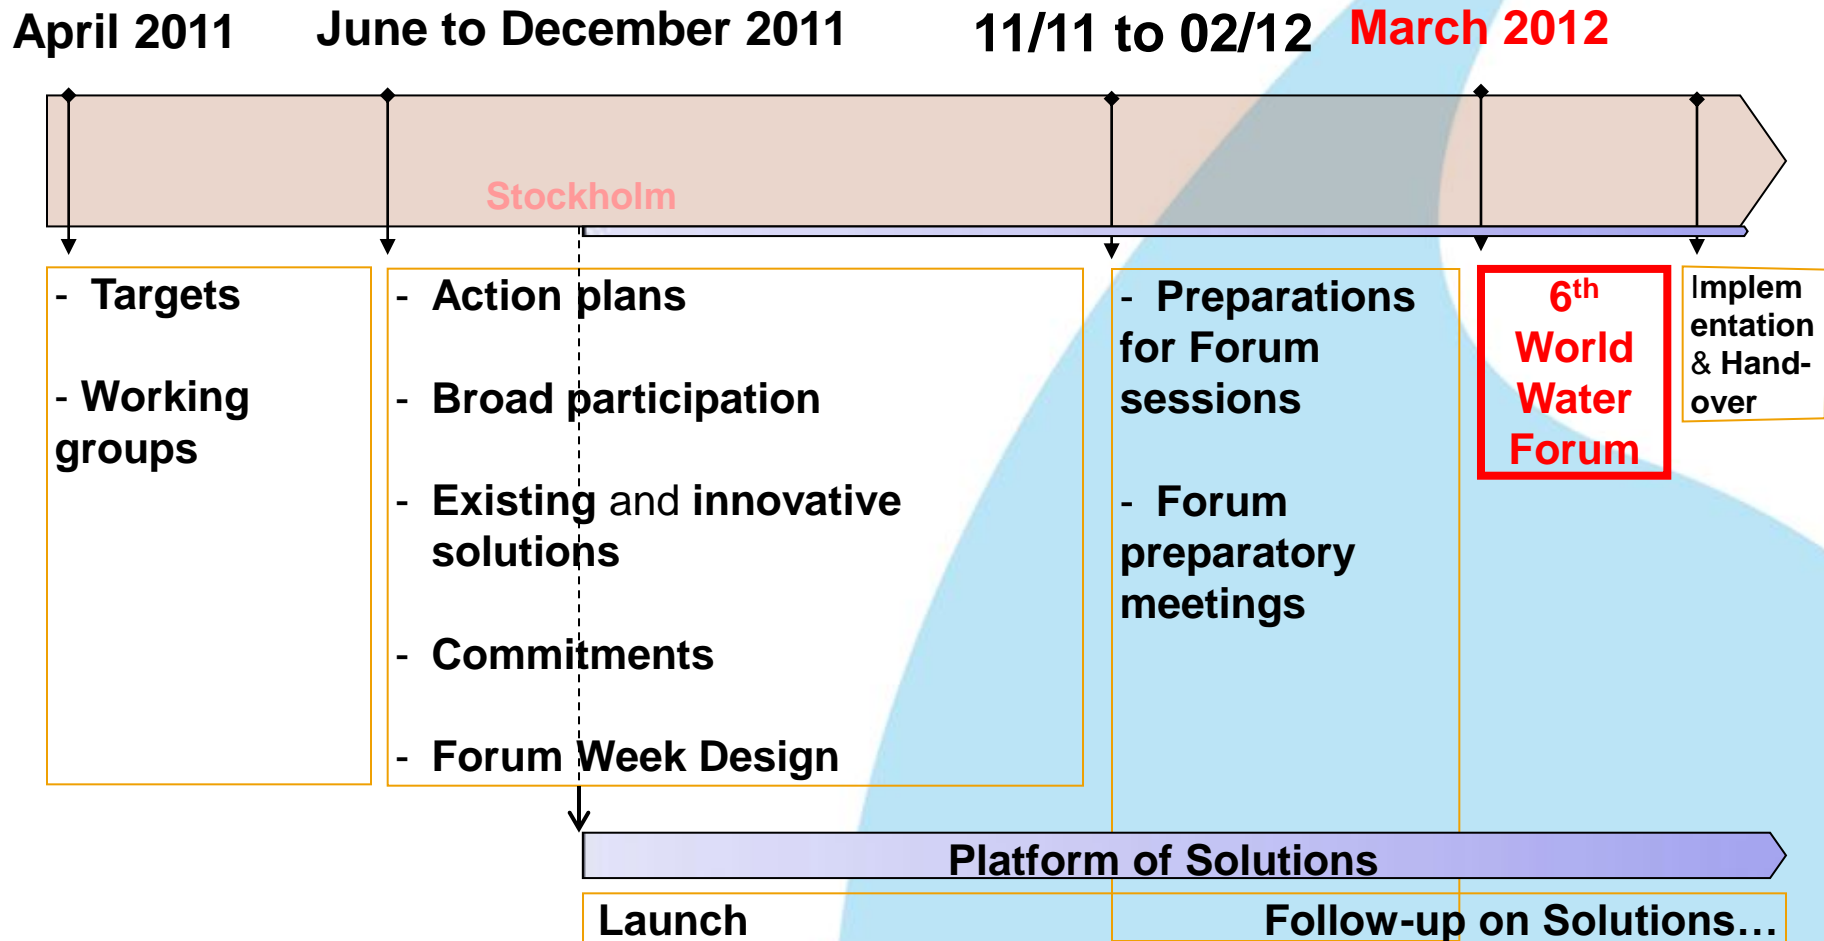 April 2011
June to December 2011
11/11 to 02/12
March 2012
Stockholm
- Targets
- Working
groups
- Action plans
- Broad participation
- Existing and innovative
solutions
- Commitments
- Forum Week Design
- Preparations
for Forum
sessions
- Forum
preparatory
meetings
6th
World
Water
Forum
Implem
entation
& Hand-
over
Platform of Solutions
Launch
Follow-up on Solutions…